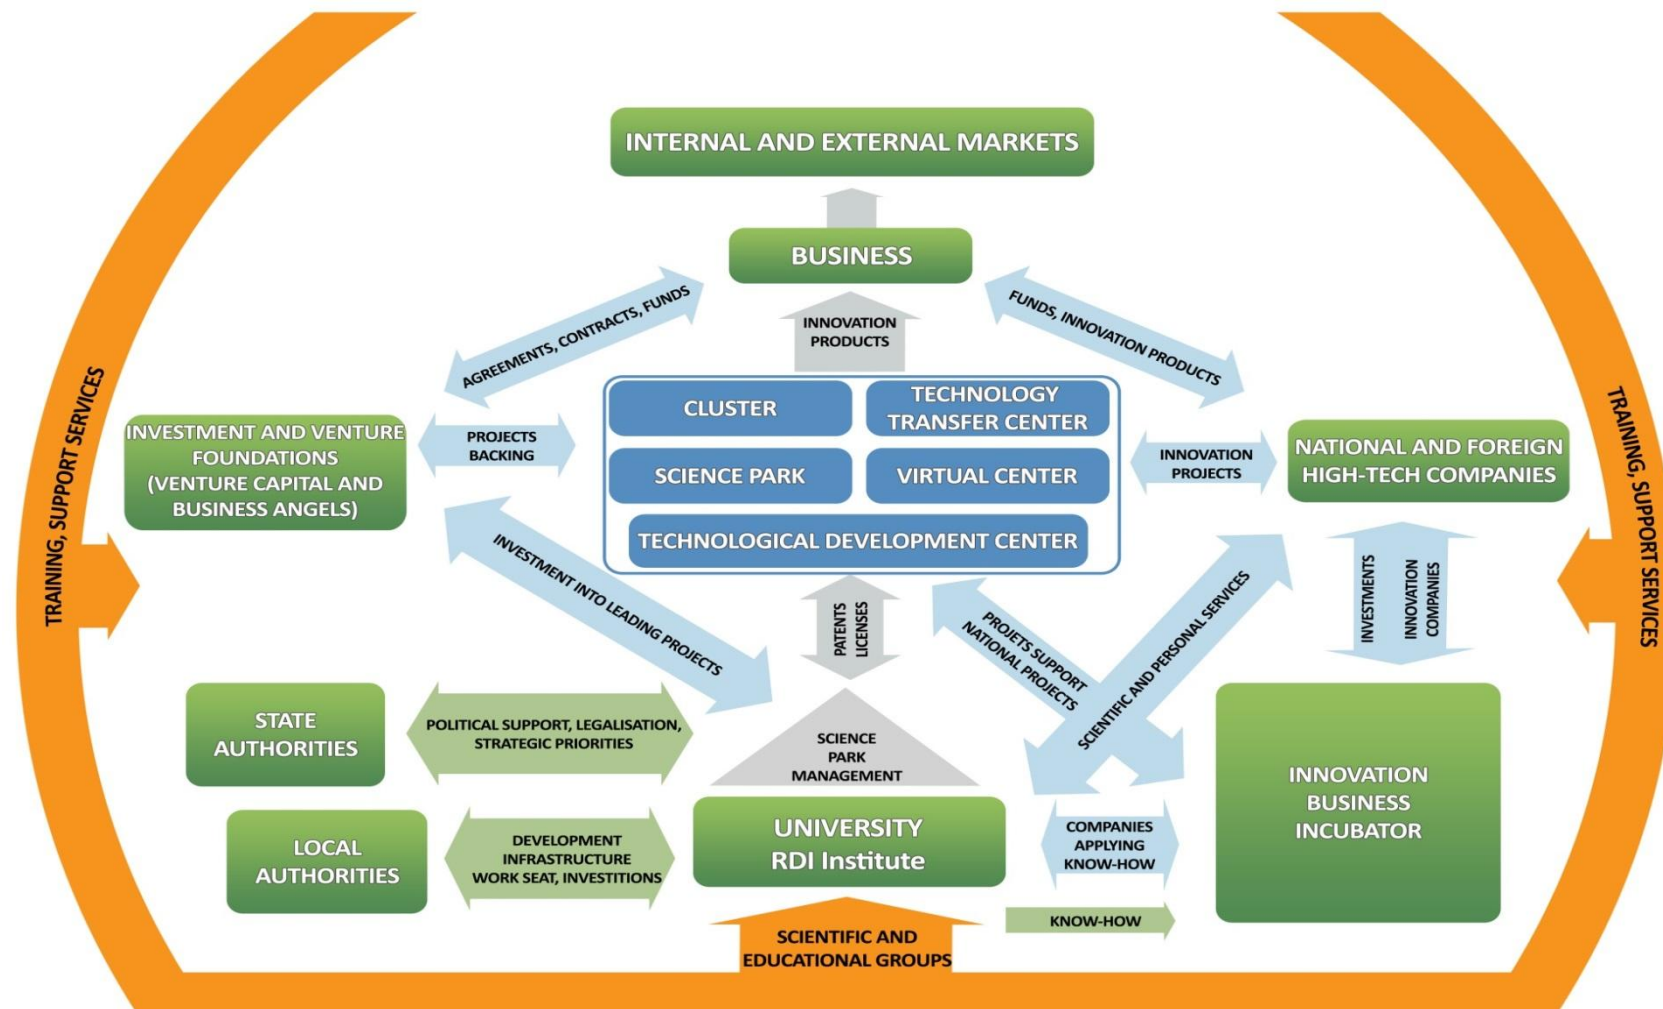 INTERNAL AND EXTERNAL MARKETS
BUSINESS
AGREEMENTS, CONTRACTS, FUNDS
INNOVATION
PRODUCTS
FUNDS, INNOVATION PRODUCTS
TRAINING, SUPPORT SERVICES
INVESTMENT AND VENTURE
FOUNDATIONS
(VENTURE CAPITAL AND
BUSINESS ANGELS)
PROJECTS
BACKING
CLUSTER
TECHNOLOGY
TRANSFER CENTER
SCIENCE PARK
VIRTUAL CENTER
TECHNOLOGICAL DEVELOPMENT CENTER
INNOVATION
PROJECTS
NATIONAL AND FOREIGN
HIGH-TECH COMPANIES
TRAINING, SUPPORT SERVICES
INVESTMENT INTO LEADING PROJECTS
PATENTS
LICENSES
PROJETS SUPPORT
NATIONAL PROJECTS
SCIENTIFIC AND PERSONAL SERVICES
INVESTMENTS
INNOVATION
COMPANIES
STATE
AUTHORITIES
POLITICAL SUPPORT, LEGALISATION,
STRATEGIC PRIORITIES
SCIENCE
PARK
MANAGEMENT
INNOVATION
BUSINESS
INCUBATOR
LOCAL
AUTHORITIES
DEVELOPMENT
INFRASTRUCTURE
WORK SEAT, INVESTITIONS
UNIVERSITY
RDI Institute
COMPANIES
APPLYING
KNOW-HOW
KNOW-HOW
SCIENTIFIC AND
EDUCATIONAL GROUPS